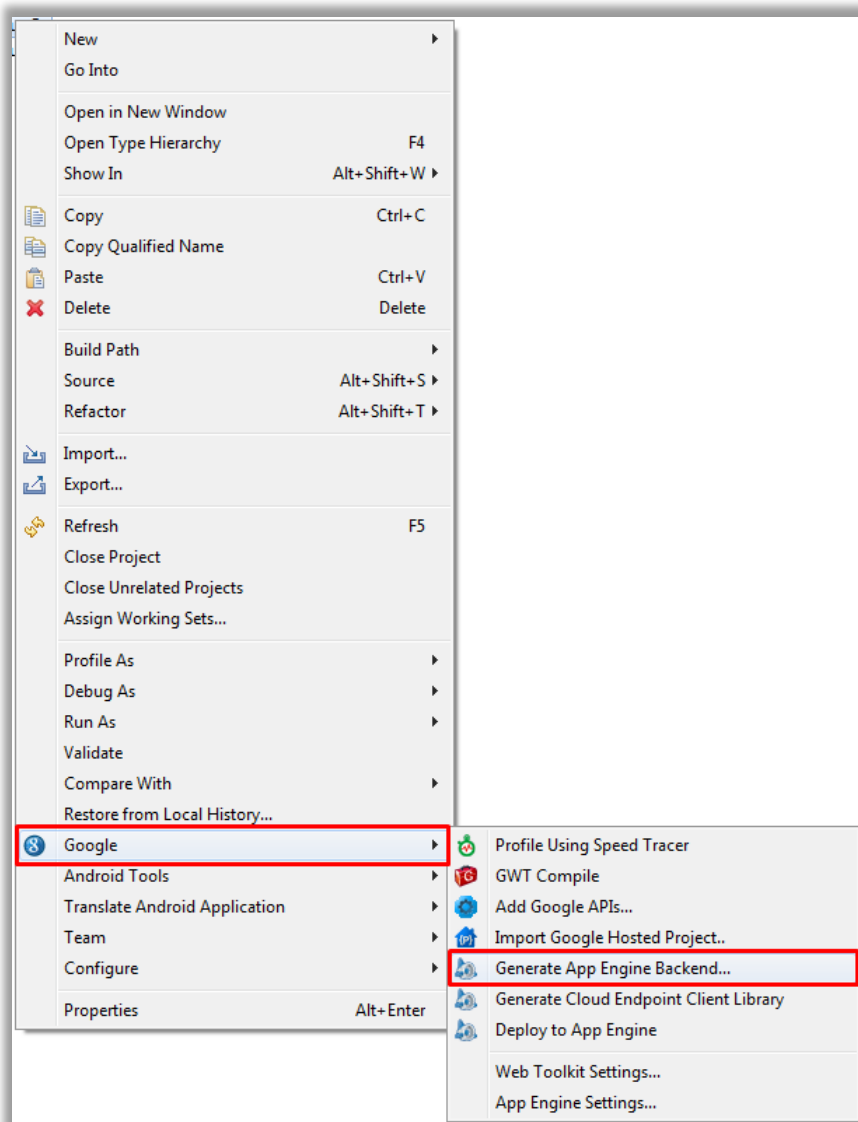 New
Go Into
Open in New Window
Open Type Hierarchy F4
Show In Alt+Shift+W
Copy Ctrl+C
Copy Qualified Name
Paste Ctrl+V
Delete Delete
Build Path
Source Alt+Shift+S
Refactor Alt+Shift+T
Import...
Export...
Refresh F5
Close Project
Close Unrelated Projects
Assign Working Sets...
Profile As
Debug As
Run As
Validate
Compare With
Restore from Local History...
Google
Android Tools
Translate Android Application
Team
Configure
Properties Alt+Enter
Profile Using Speed Tracer
GWT Compile
Add Google APIs...
Import Google Hosted Project..
Generate App Engine Backend...
Generate Cloud Endpoint Client Library
Deploy to App Engine
Web Toolkit Settings...
App Engine Settings...